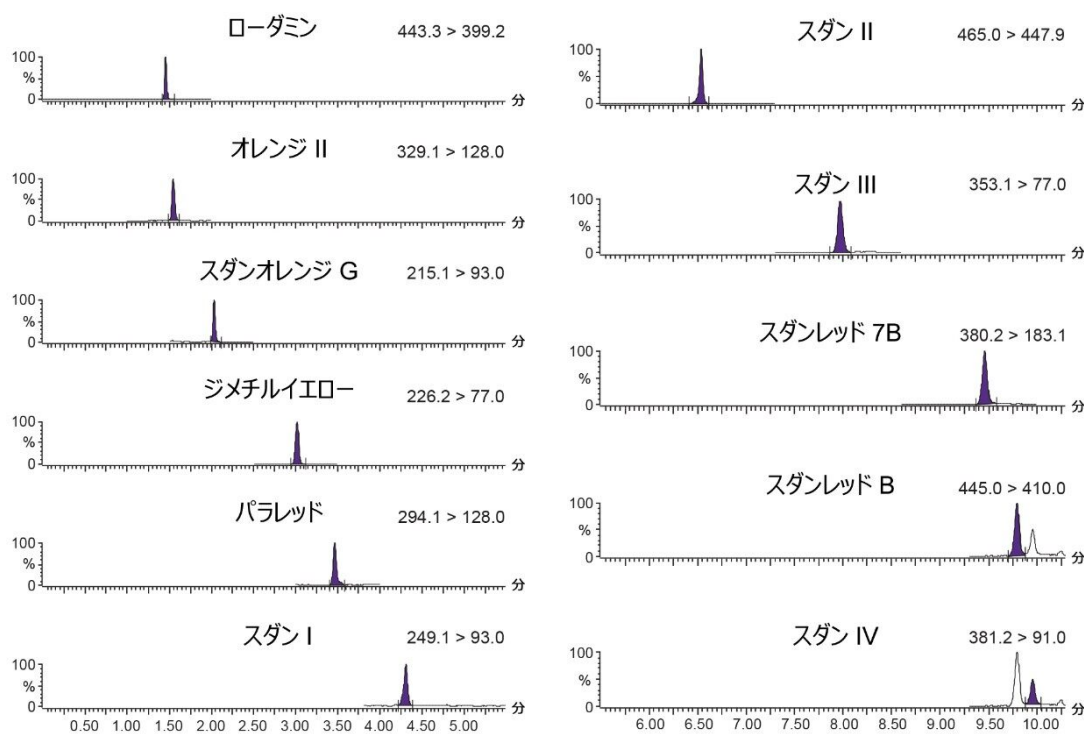 ローダミン 443.3 > 399.2
100
%
0
分
オレンジ II 329.1 > 128.0
100
%
0
分
スダンオレンジ G 215.1 > 93.0
100
%
0
分
ジメチルイエロー 226.2 > 77.0
100
%
0
分
パラレッド 294.1 > 128.0
100
%
0
分
スダン I 249.1 > 93.0
100
%
0
分
0.50 1.00 1.50 2.00 2.50 3.00 3.50 4.00 4.50 5.00
スダン II 465.0 > 447.9
100
%
0
分
スダン III 353.1 > 77.0
100
%
0
分
スダンレッド 7B 380.2 > 183.1
100
%
0
分
スダンレッド B 445.0 > 410.0
100
%
0
分
スダン IV 381.2 > 91.0
100
%
0
分
6.00 6.50 7.00 7.50 8.00 8.50 9.00 9.50 10.00